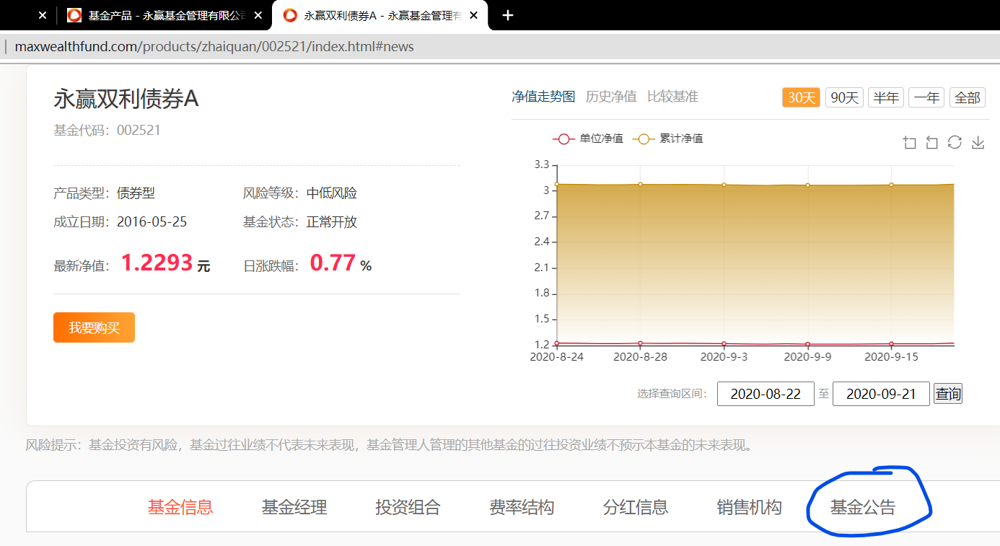 基金产品 - 永赢基金管理有限公司
永赢双利债券A - 永赢基金管理有
maxwealthfund.com/products/zhaiquan/002521/index.html#news
永赢双利债券A
基金代码：002521
产品类型：债券型 风险等级：中低风险
成立日期：2016-05-25 基金状态：正常开放
最新净值：1.2293 元 日涨跌幅：0.77 %
我要购买
净值走势图 历史净值 比较基准 30天 90天 半年 一年 全部
单位净值 累计净值
3.3
3
2.7
2.4
2.1
1.8
1.5
1.2
2020-8-24 2020-8-28 2020-9-3 2020-9-9 2020-9-15
选择查询区间： 2020-08-22 至 2020-09-21 查询
风险提示：基金投资有风险，基金过往业绩不代表未来表现，基金管理人管理的其他基金的过往投资业绩不预示本基金的未来表现。
基金信息 基金经理 投资组合 费率结构 分红信息 销售机构 基金公告